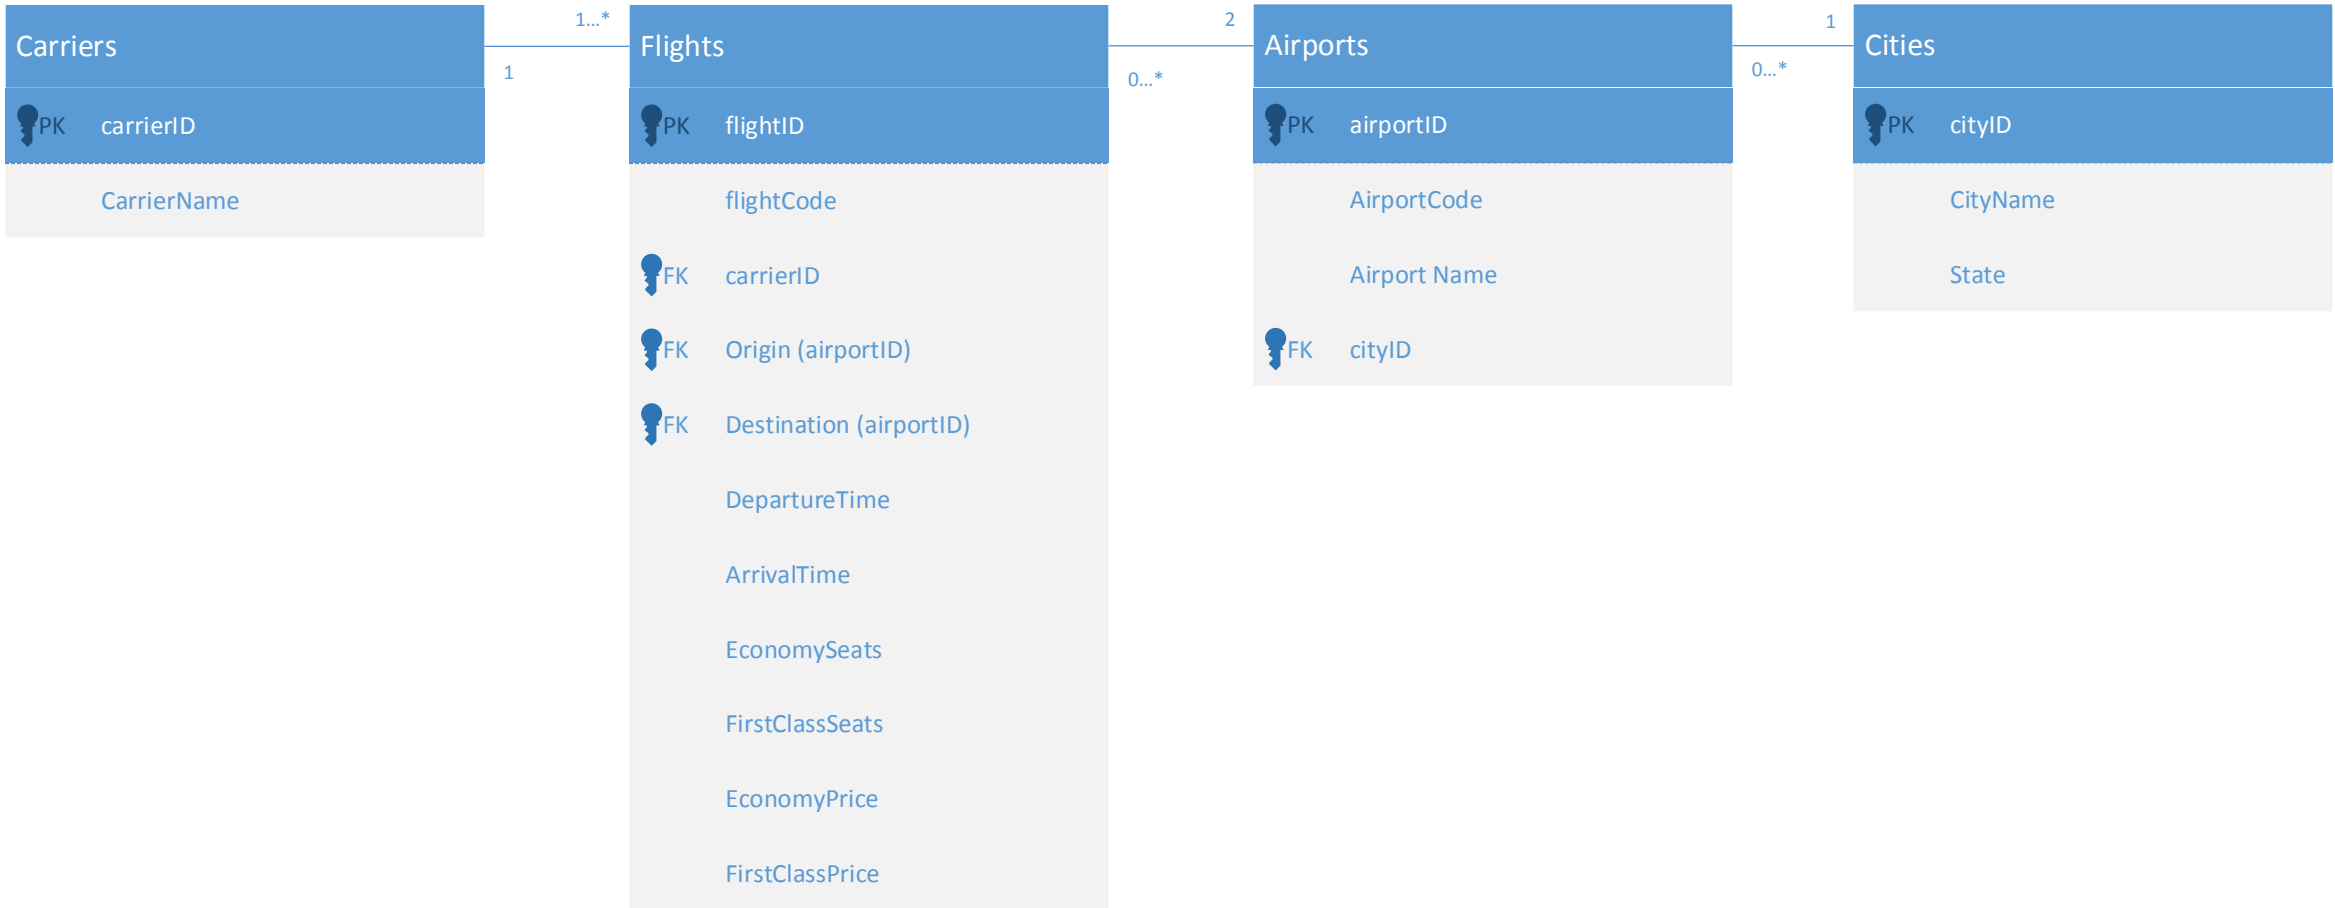 Carriers
PK carrierID
CarrierName
1...*
1
Flights
PK flightID
flightCode
FK carrierID
FK Origin (airportID)
FK Destination (airportID)
DepartureTime
ArrivalTime
EconomySeats
FirstClassSeats
EconomyPrice
FirstClassPrice
2
0...*
Airports
PK airportID
AirportCode
Airport Name
FK cityID
1
0...*
Cities
PK cityID
CityName
State